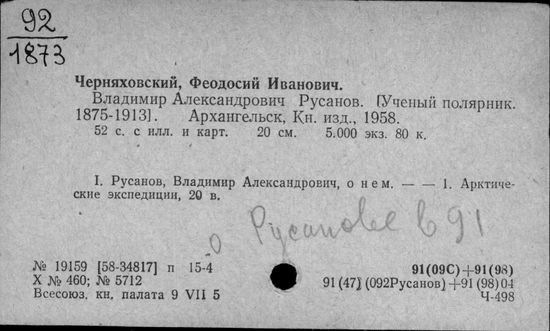 92
1873
Черняховский, Феодосий Иванович.
Владимир Александрович Русанов. [Ученый полярник.
1875-1913]. Архангельск, Кн. изд., 1958.
52 с. с илл. и карт. 20 см. 5.000 экз. 80 к.
I. Русанов, Владимир Александрович, о нем. — — 1. Арктиче-
ские экспедиции, 20 в.
о Русанове в 91
№ 19159 [58-34817] п 15-4
X № 460; № 5712
Всесоюз. кн. палата 9 VII 5
91(09С)+91(98)
91(47)(092Русанов)+91(98)04
Ч-498